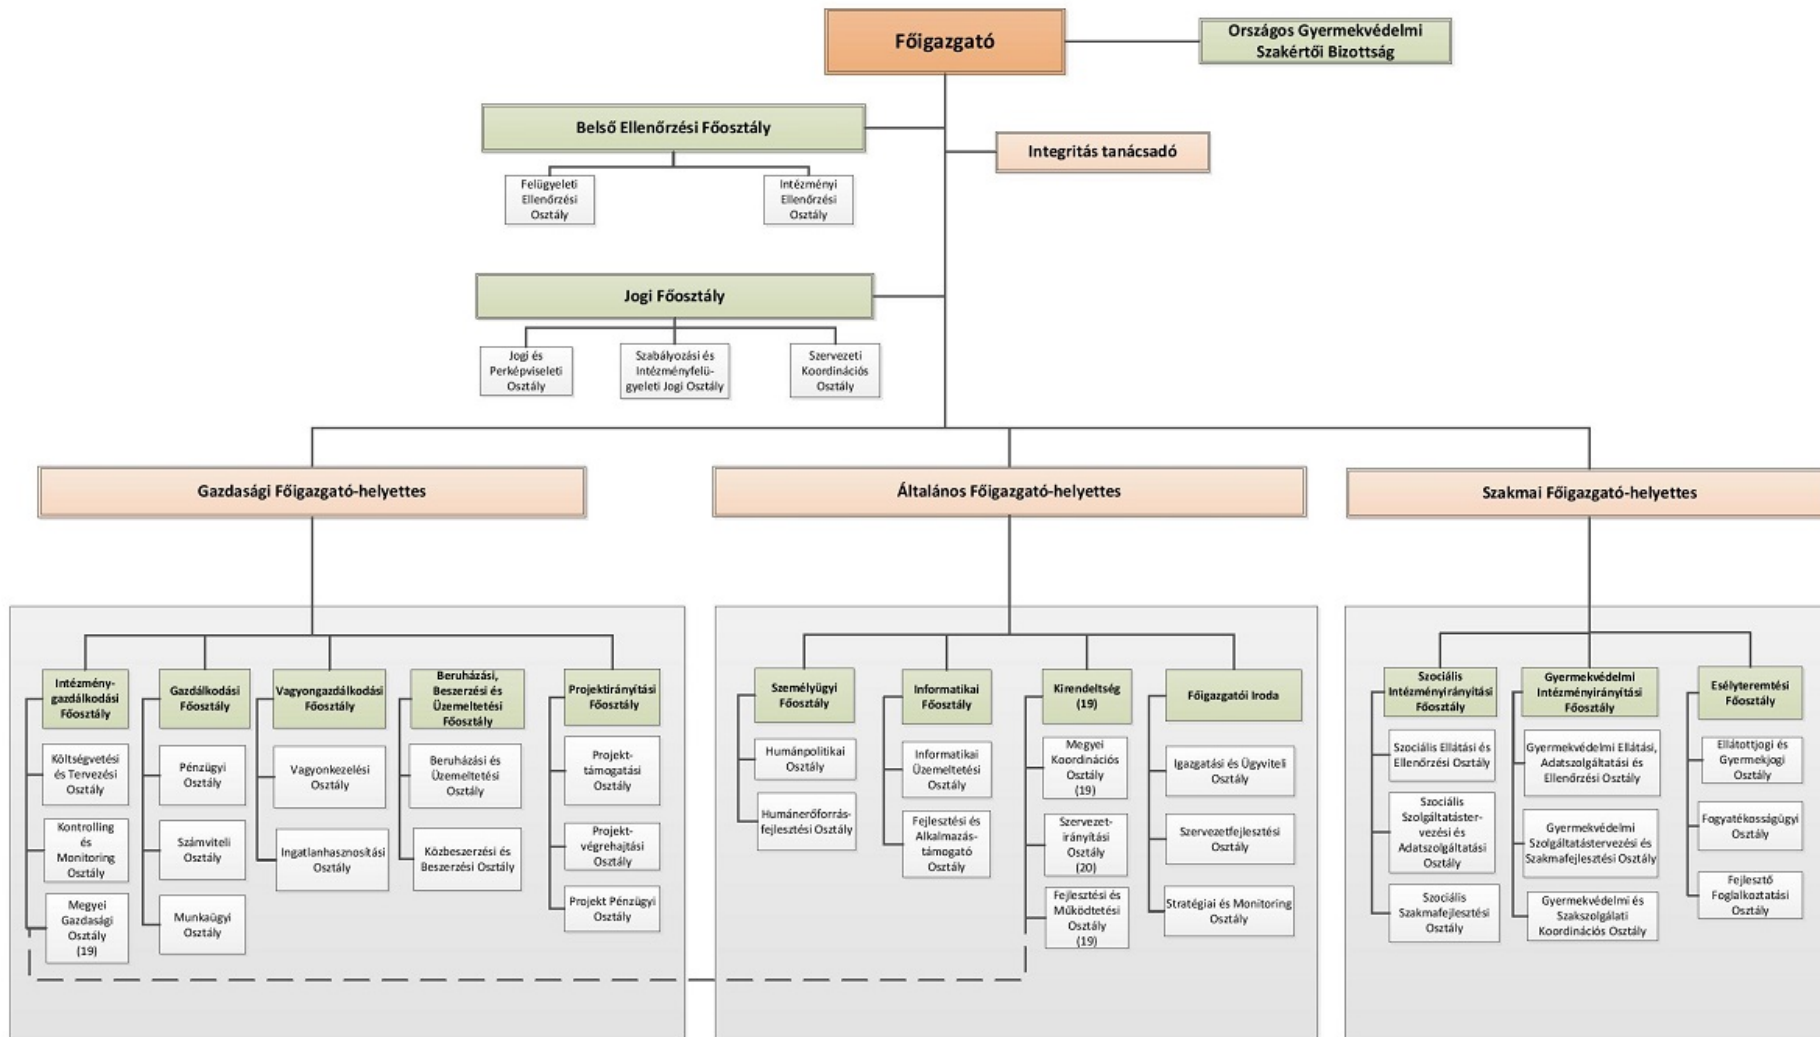 Főigazgató
Országos Gyermekvédelmi
Szakértői Bizottság
Belső Ellenőrzési Főosztály
Integritás tanácsadó
Felügyeleti
Ellenőrzési
Osztály
Intézményi
Ellenőrzési
Osztály
Jogi Főosztály
Jogi és
Perképviseleti
Osztály
Szabályozási és
Intézményfelü-
gyeleti Jogi Osztály
Szervezeti
Koordinációs
Osztály
Gazdasági Főigazgató-helyettes
Általános Főigazgató-helyettes
Szakmai Főigazgató-helyettes
Intézmény-
gazdálkodási
Főosztály
Költségvetési
és Tervezési
Osztály
Kontrolling
és
Monitoring
Osztály
Megyei
Gazdasági
Osztály
(19)
Gazdálkodási
Főosztály
Pénzügyi
Osztály
Számviteli
Osztály
Munkaügyi
Osztály
Vagyongazdálkodási
Főosztály
Vagyonkezelési
Osztály
Ingatlanhasznosítási
Osztály
Beruházási,
Beszerzési és
Üzemeltetési
Főosztály
Beruházási és
Üzemeltetési
Osztály
Közbeszerzési és
Beszerzési Osztály
Projektirányítási
Főosztály
Projekt-
támogatási
Osztály
Projekt-
végrehajtási
Osztály
Projekt Pénzügyi
Osztály
Személyügyi
Főosztály
Humánpolitikai
Osztály
Humánerőforrás-
fejlesztési Osztály
Informatikai
Főosztály
Informatikai
Üzemeltetési
Osztály
Fejlesztési és
Alkalmazás-
támogató
Osztály
Kirendeltség
(19)
Megyei
Koordinációs
Osztály
(19)
Szervezet-
irányítási
Osztály
(20)
Fejlesztési és
Működtetési
Osztály
(19)
Főigazgatói Iroda
Igazgatási és Ügyviteli
Osztály
Szervezetfejlesztési
Osztály
Stratégiai és Monitoring
Osztály
Szociális
Intézményirányítási
Főosztály
Szociális Ellátási és
Ellenőrzési Osztály
Szociális
Szolgáltatáster-
vezési és
Adatszolgáltatási
Osztály
Szociális
Szakmafejlesztési
Osztály
Gyermekvédelmi
Intézményirányítási
Főosztály
Gyermekvédelmi Ellátási,
Adatszolgáltatási és
Ellenőrzési Osztály
Gyermekvédelmi
Szolgáltatástervezési és
Szakmafejlesztési Osztály
Gyermekvédelmi és
Szakszolgálati
Koordinációs Osztály
Esélyteremtési
Főosztály
Ellátottjogi és
Gyermekjogi
Osztály
Fogyatékosságügyi
Osztály
Fejlesztő
Foglalkoztatási
Osztály